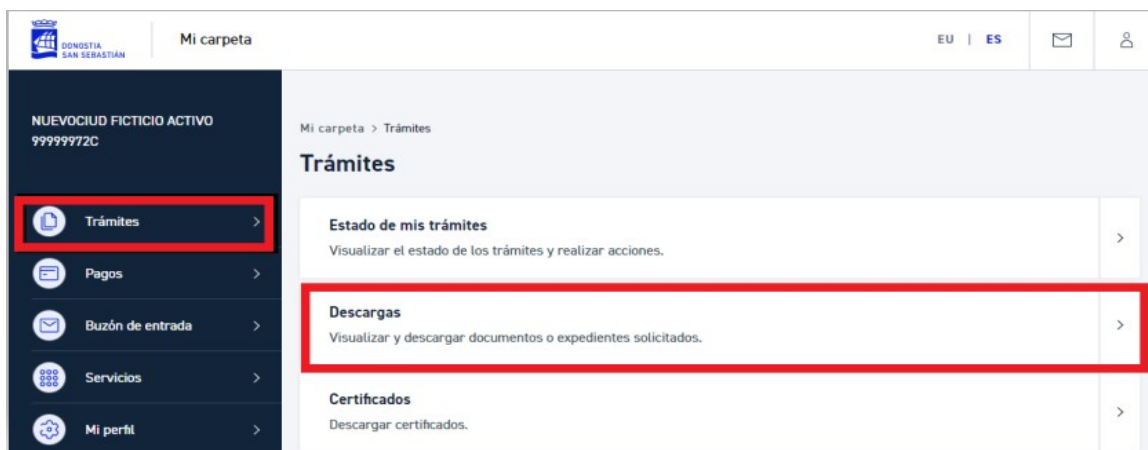 DONOSTIA
SAN SEBASTIÁN
Mi carpeta
EU | ES
NUEVOCIUD FICTICIO ACTIVO
99999972C
Trámites
Pagos
Buzón de entrada
Servicios
Mi perfil
Mi carpeta > Trámites
Trámites
Estado de mis trámites
Visualizar el estado de los trámites y realizar acciones.
Descargas
Visualizar y descargar documentos o expedientes solicitados.
Certificados
Descargar certificados.